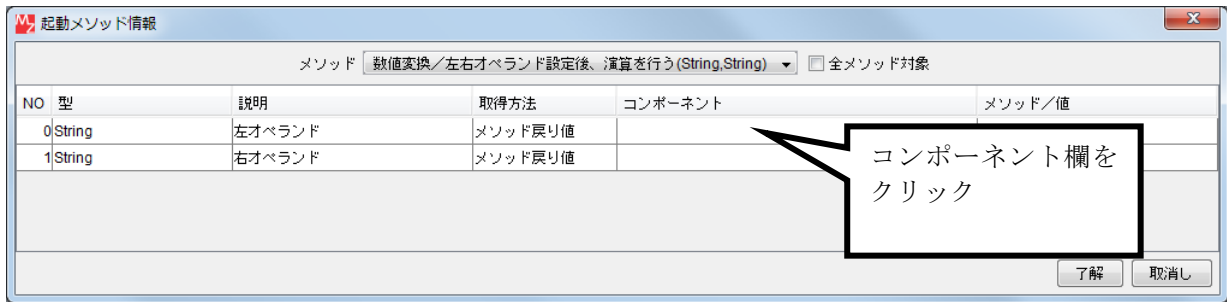 起動メソッド情報
メソッド 数値変換／左右オペランド設定後、演算を行う(String,String) 全メソッド対象
NO 型 説明 取得方法 コンポーネント メソッド／値
0 String 左オペランド メソッド戻り値
1 String 右オペランド メソッド戻り値
コンポーネント欄を
クリック
了解 取消し